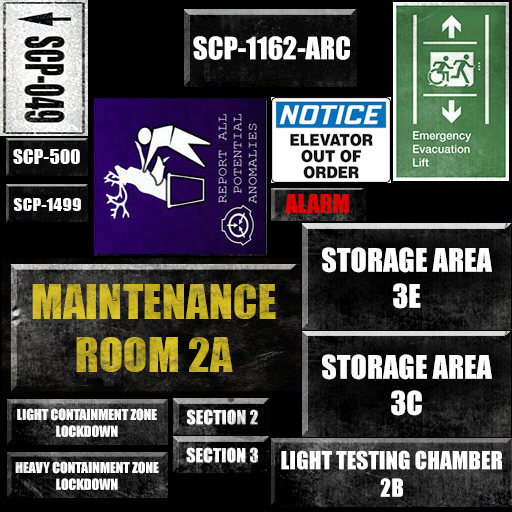 SCP-049
SCP-1162-ARC
Emergency
Evacuation
Lift
SCP-500
SCP-1499
REPORT ALL
POTENTIAL
ANOMALIES
NOTICE
ELEVATOR
OUT OF
ORDER
ALARM
STORAGE AREA
3E
MAINTENANCE
ROOM 2A
STORAGE AREA
3C
LIGHT CONTAINMENT ZONE
LOCKDOWN
SECTION 2
HEAVY CONTAINMENT ZONE
LOCKDOWN
SECTION 3
LIGHT TESTING CHAMBER
2B